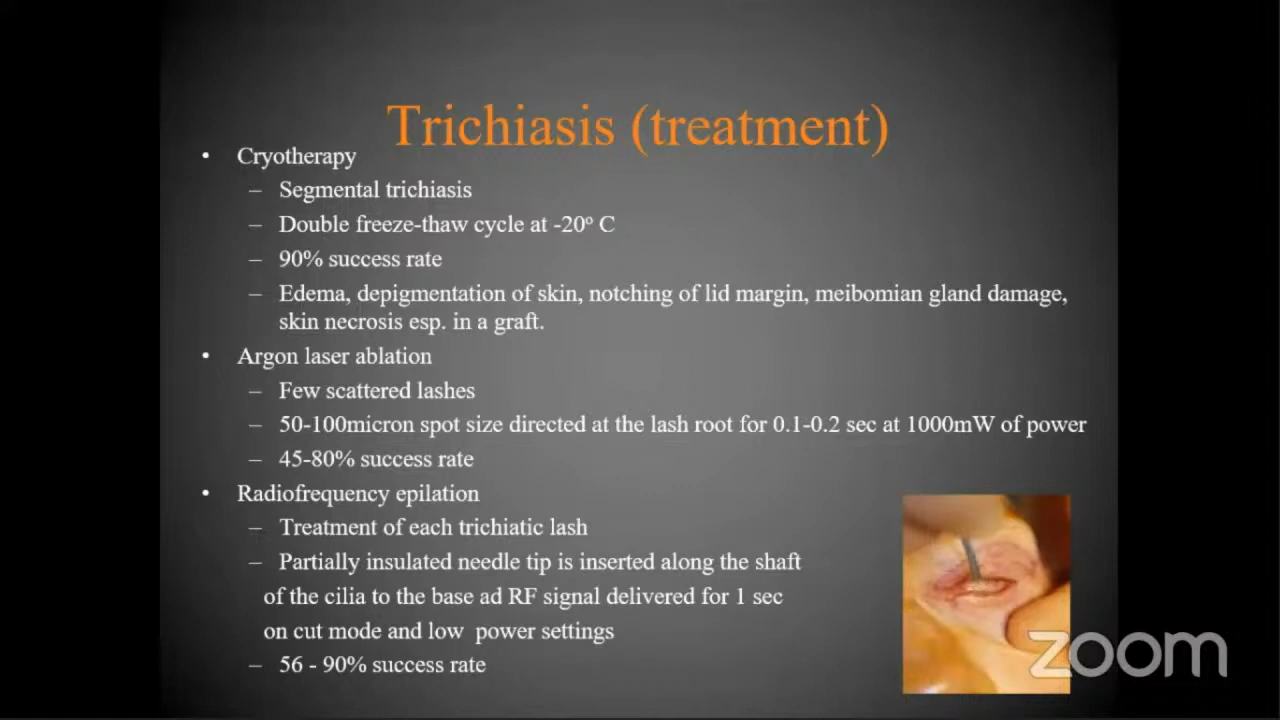 Trichiasis (treatment)
• Cryotherapy
– Segmental trichiasis
– Double freeze-thaw cycle at -20° C
– 90% success rate
– Edema, depigmentation of skin, notching of lid margin, meibomian gland damage,
skin necrosis esp. in a graft.
• Argon laser ablation
– Few scattered lashes
– 50-100micron spot size directed at the lash root for 0.1-0.2 sec at 1000mW of power
– 45-80% success rate
• Radiofrequency epilation
– Treatment of each trichiatic lash
– Partially insulated needle tip is inserted along the shaft
of the cilia to the base ad RF signal delivered for 1 sec
on cut mode and low power settings
– 56 - 90% success rate
zoom